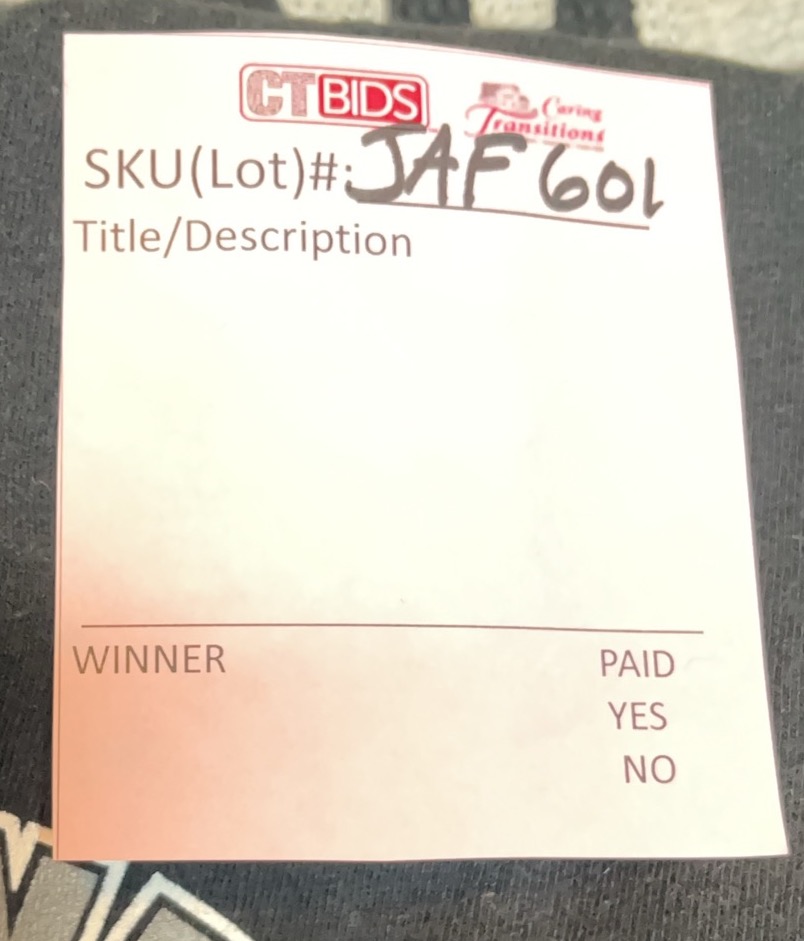 CTBIDS Caring
Transitions
SKU(Lot)#: JAF 601
Title/Description
WINNER PAID
YES
NO